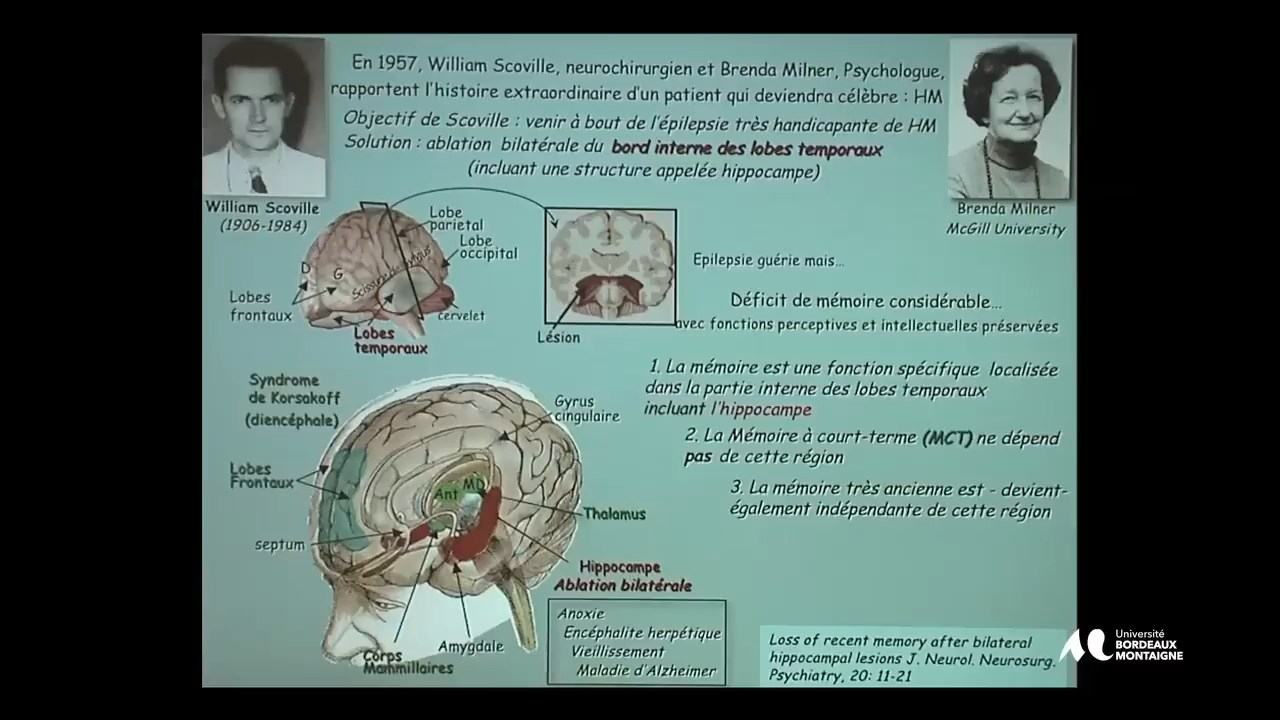 En 1957, William Scoville, neurochirurgien et Brenda Milner, Psychologue,
rapportent l'histoire extraordinaire d'un patient qui deviendra célèbre : HM
Objectif de Scoville : venir à bout de l'épilepsie très handicapante de HM
Solution : ablation bilatérale du bord interne des lobes temporaux
(incluant une structure appelée hippocampe)
William Scoville
(1906-1984)
Brenda Milner
McGill University
Lobe
pariétal
Lobe
occipital
D
G
Scissure de Sylvius
Lobes
frontaux
cervelet
Lobes
temporaux
Lésion
Epilepsie guérie mais...
Déficit de mémoire considérable...
avec fonctions perceptives et intellectuelles préservées
1. La mémoire est une fonction spécifique localisée
dans la partie interne des lobes temporaux
incluant l'hippocampe
2. La Mémoire à court-terme (MCT) ne dépend
pas de cette région
3. La mémoire très ancienne est - devient-
également indépendante de cette région
Syndrome
de Korsakoff
(diencéphale)
Gyrus
cingulaire
Lobes
Frontaux
Ant
MD
Thalamus
septum
Hippocampe
Ablation bilatérale
Corps
Mammillaires
Amygdale
Anoxie
Encéphalite herpétique
Vieillissement
Maladie d'Alzheimer
Loss of recent memory after bilateral
hippocampal lesions J. Neurol. Neurosurg.
Psychiatry, 20: 11-21
Université
BORDEAUX
MONTAIGNE